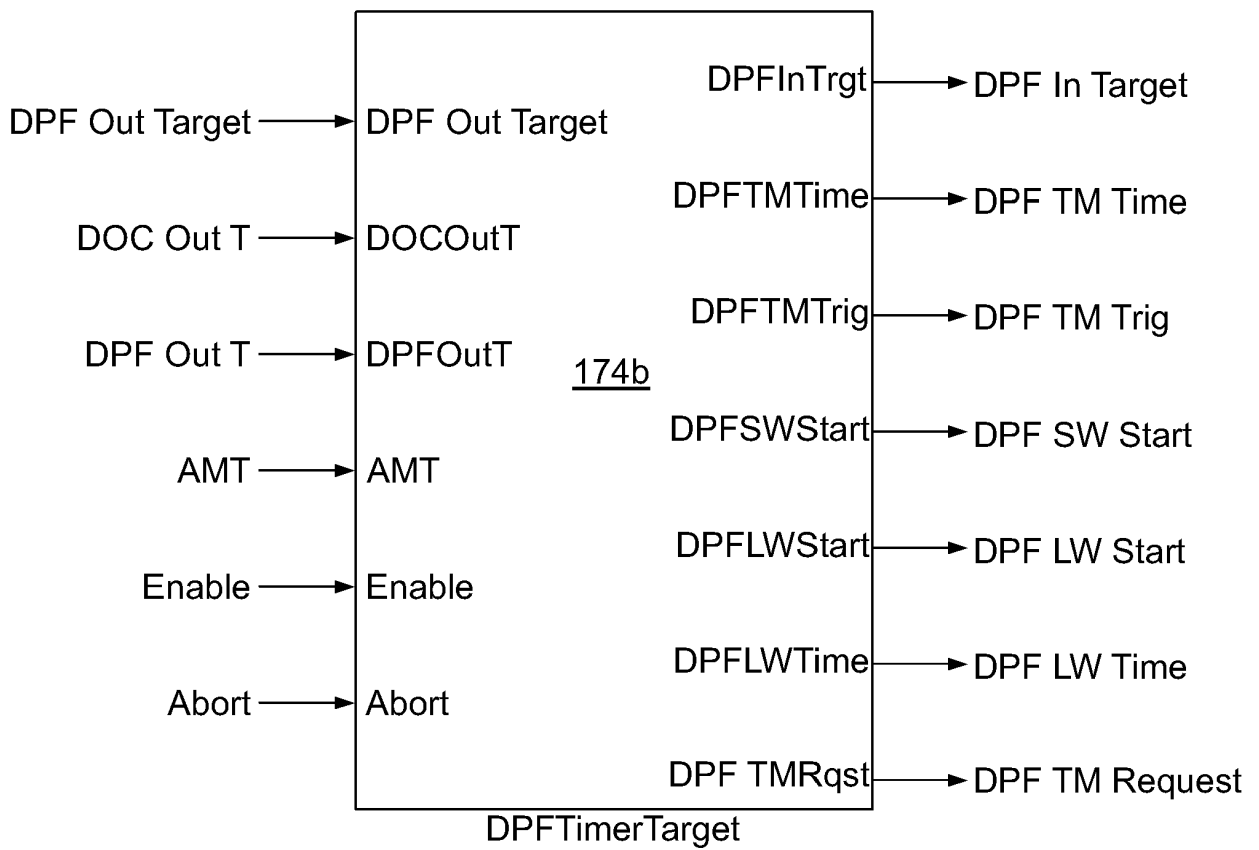 DPFInTrgt DPF In Target
DPF Out Target DPF Out Target
DPFTMTime DPF TM Time
DOC Out T DOCOutT
DPFTMTrig DPF TM Trig
DPF Out T DPFOutT
174b
DPFSWStart DPF SW Start
AMT AMT
DPFLWStart DPF LW Start
Enable Enable
DPFLWTime DPF LW Time
Abort Abort
DPF TMRqst DPF TM Request
DPFTimerTarget